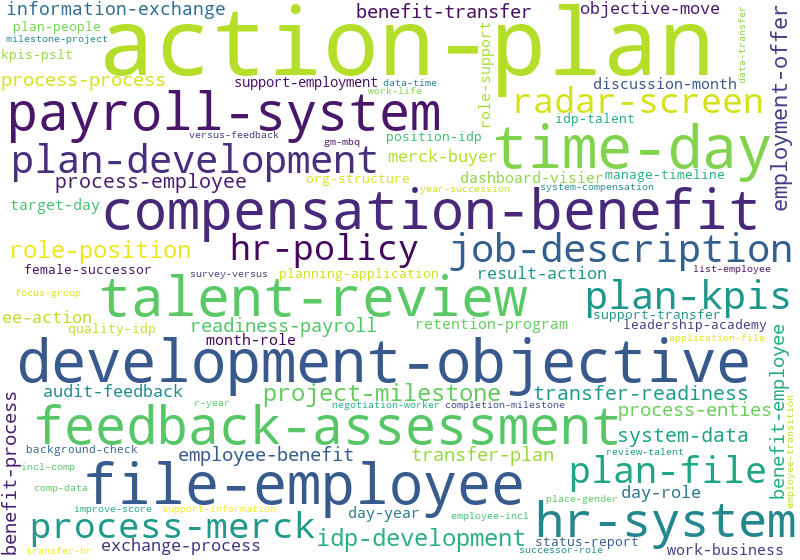 information-exchange
benefit-transfer
objective-move
plan-people
milestone-project
action-plan
kpis-pslt
role-support
data-transfer
employment-offer
process-process
support-employment
data-time
work-life
discussion-month
radar-screen
payroll-system
versus-feedback
gm-mbq
position-idp
idp-talent
time-day
plan-development
merck-buyer
process-employee
org-structure
dashboard-visier
manage-timeline
year-succession
system-compensation
target-day
compensation-benefit
role-position
hr-policy
job-description
female-successor
survey-versus
planning-application
result-action
list-employee
focus-group
talent-review
plan-kpis
ee-action
quality-idp
readiness-payroll
retention-program
support-transfer
leadership-academy
month-role
application-file
development-objective
benefit-employee
audit-feedback
project-milestone
transfer-readiness
benefit-process
r-year
negotiation-worker
completion-milestone
process-enties
feedback-assessment
system-data
employee-transition
background-check
employee-benefit
transfer-plan
review-talent
incl-comp
file-employee
plan-file
comp-data
day-role
place-gender
improve-score
support-information
day-year
employee-incl
hr-system
process-merck
idp-development
status-report
transfer-hr
exchange-process
successor-role
work-business